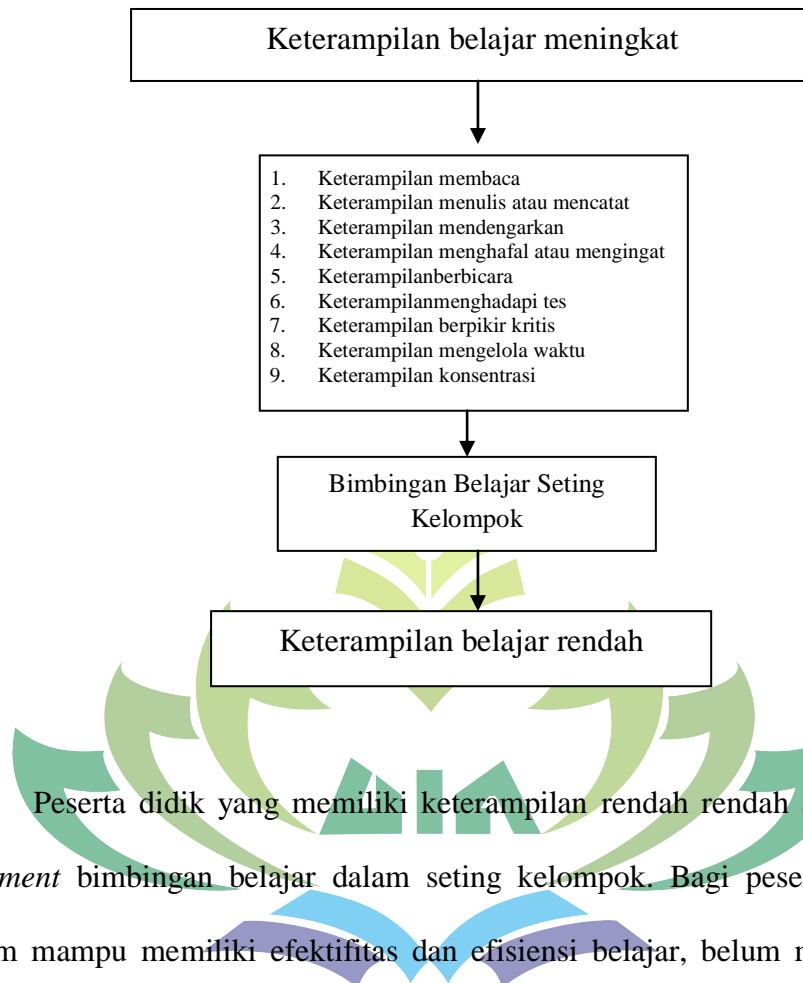 Keterampilan belajar meningkat
1. Keterampilan membaca
2. Keterampilan menulis atau mencatat
3. Keterampilan mendengarkan
4. Keterampilan menghafal atau mengingat
5. Keterampilanberbicara
6. Keterampilanmenghadapi tes
7. Keterampilan berpikir kritis
8. Keterampilan mengelola waktu
9. Keterampilan konsentrasi
Bimbingan Belajar Seting
Kelompok
Keterampilan belajar rendah
Peserta didik yang memiliki keterampilan rendah rendah
bimbingan belajar dalam seting kelompok. Bagi
mampu memiliki efektifitas dan efisiensi belajar, belum